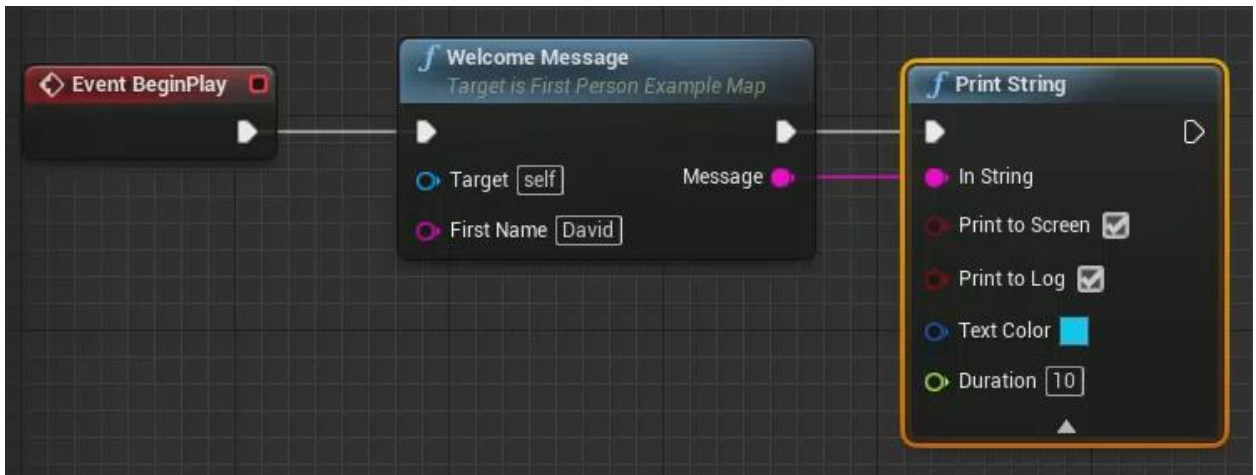 Event BeginPlay
f Welcome Message
Target is First Person Example Map
Target self
Message
First Name David
f Print String
In String
Print to Screen
Print to Log
Text Color
Duration 10